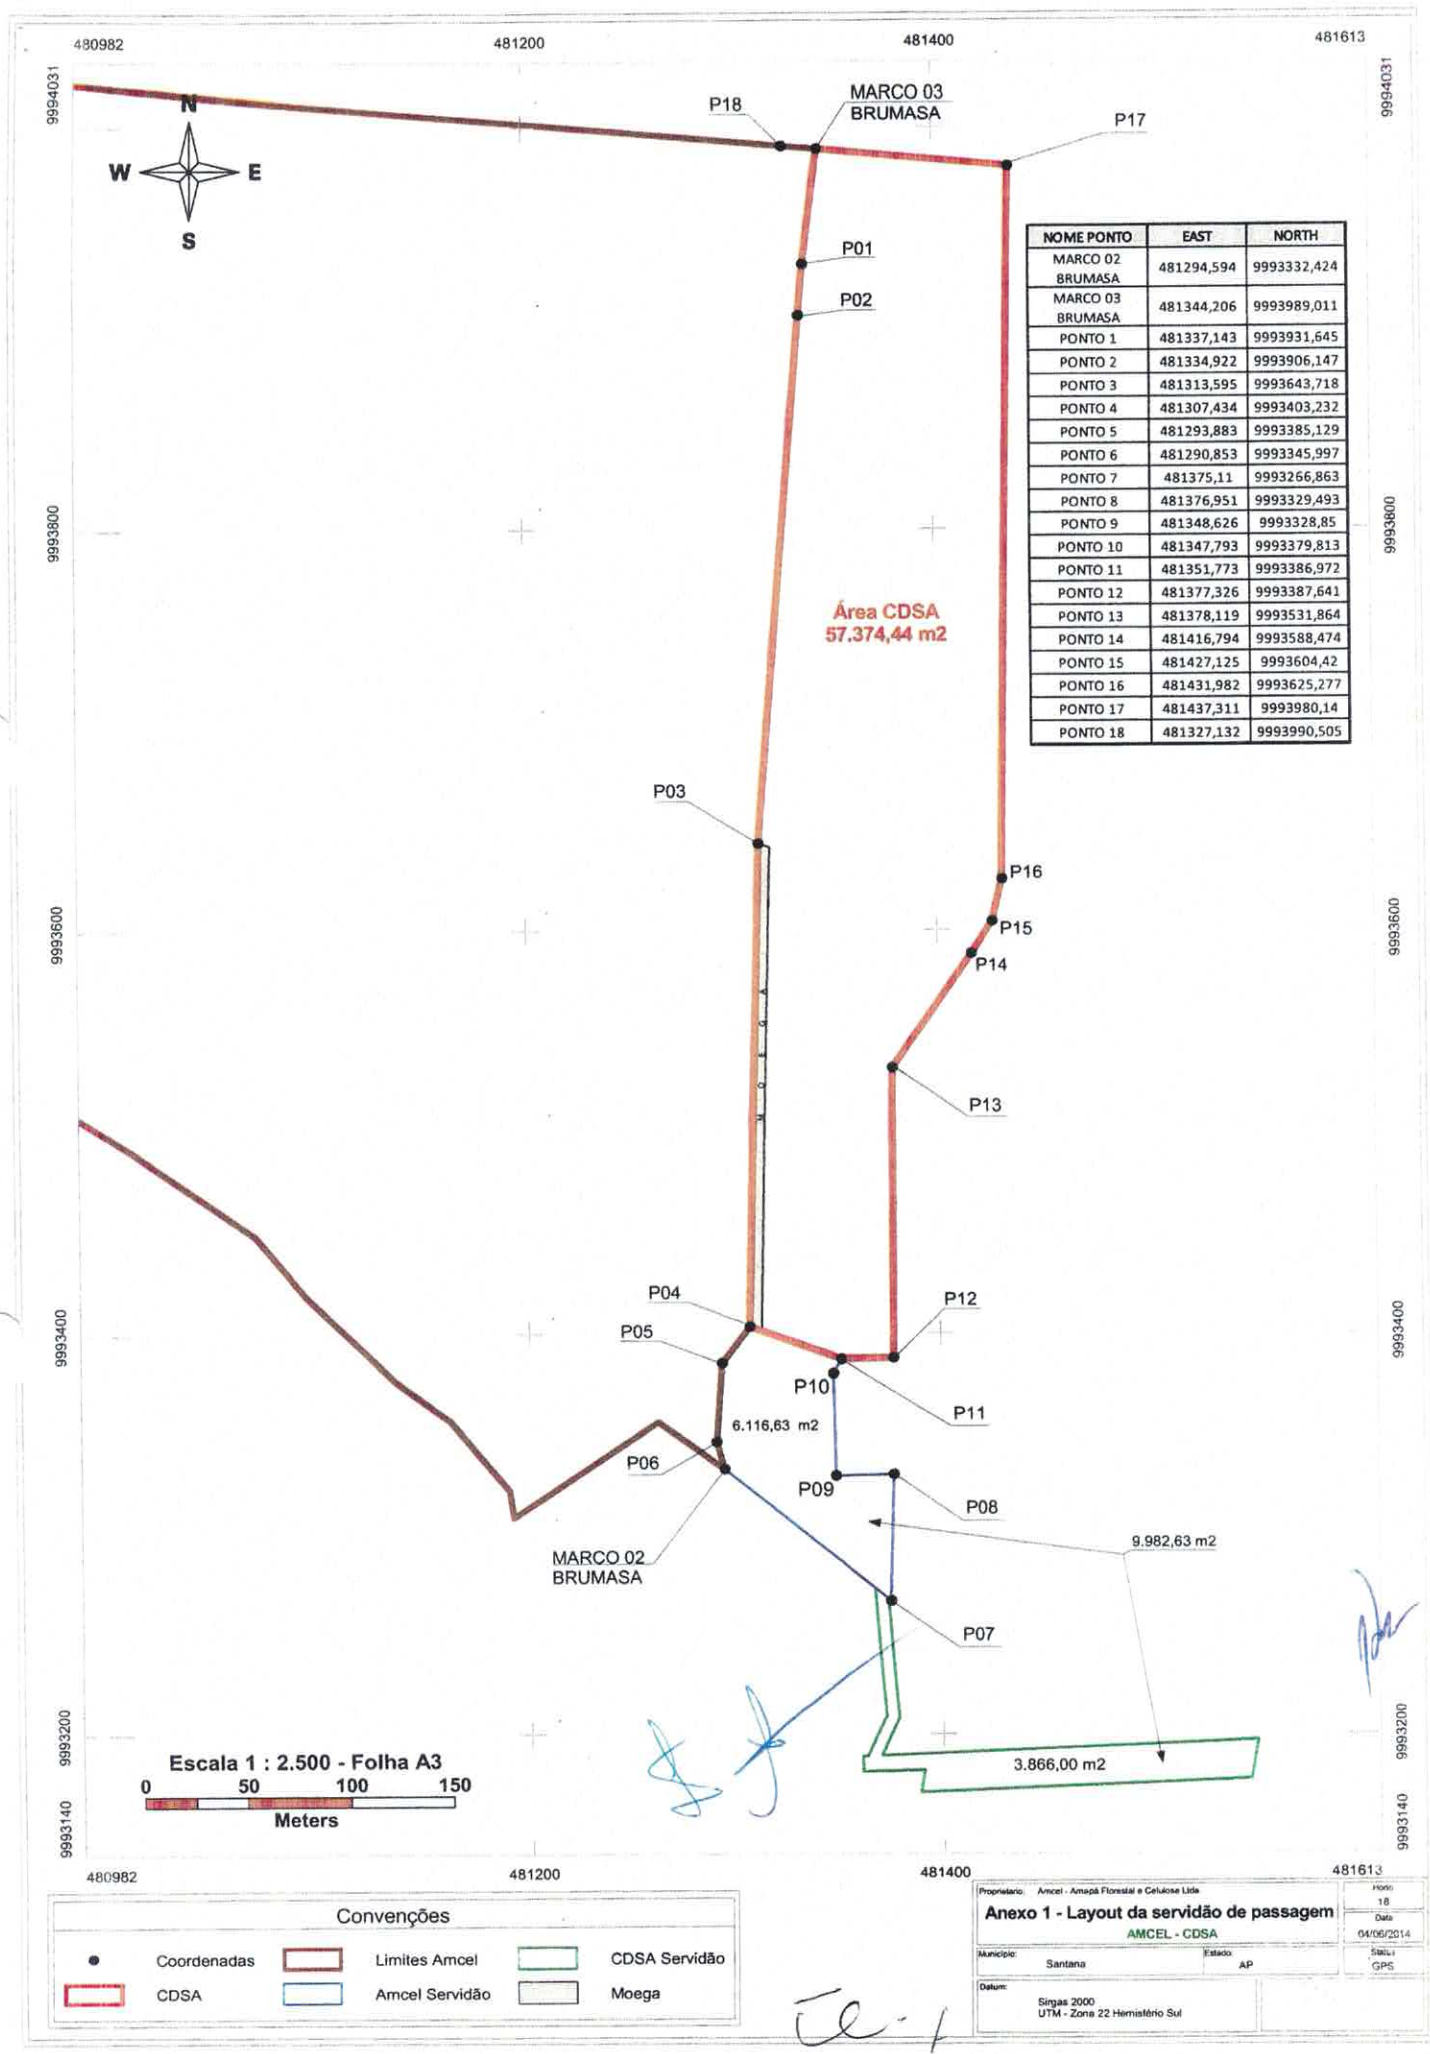 480982
481200
481400
481613
9994031
9994031
P18
MARCO 03
BRUMASA
P17
N
W E
S
P01
P02
NOME PONTO EAST NORTH
MARCO 02 BRUMASA 481294,594 9993332,424
MARCO 03 BRUMASA 481344,206 9993989,011
PONTO 1 481337,143 9993931,645
PONTO 2 481334,922 9993906,147
PONTO 3 481313,595 9993643,718
PONTO 4 481307,434 9993403,232
PONTO 5 481293,883 9993385,129
PONTO 6 481290,853 9993345,997
PONTO 7 481375,11 9993266,863
PONTO 8 481376,951 9993329,493
PONTO 9 481348,626 9993328,85
PONTO 10 481347,793 9993379,813
PONTO 11 481351,773 9993386,972
PONTO 12 481377,326 9993387,641
PONTO 13 481378,119 9993531,864
PONTO 14 481416,794 9993588,474
PONTO 15 481427,125 9993604,42
PONTO 16 481431,982 9993625,277
PONTO 17 481437,311 9993980,14
PONTO 18 481327,132 9993990,505
9993800
9993800
Área CDSA
57.374,44 m2
P03
P16
P15
P14
9993600
9993600
MOEGA
P13
P04
P05
P12
9993400
9993400
P10
P11
6.116,63 m2
P06
P09
P08
9.982,63 m2
MARCO 02
BRUMASA
P07
9993200
9993200
3.866,00 m2
Escala 1 : 2.500 - Folha A3
0 50 100 150
Meters
9993140
9993140
480982
481200
481400
481613
Convenções
Coordenadas
Limites Amcel
CDSA Servidão
CDSA
Amcel Servidão
Moega
Proprietário: Amcel - Amapá Florestal e Celulose Ltda
Anexo 1 - Layout da servidão de passagem
AMCEL - CDSA
18
Data
04/06/2014
Município: Santana
Estado: AP
GPS
Datum:
Sirgas 2000
UTM - Zona 22 Hemisfério Sul